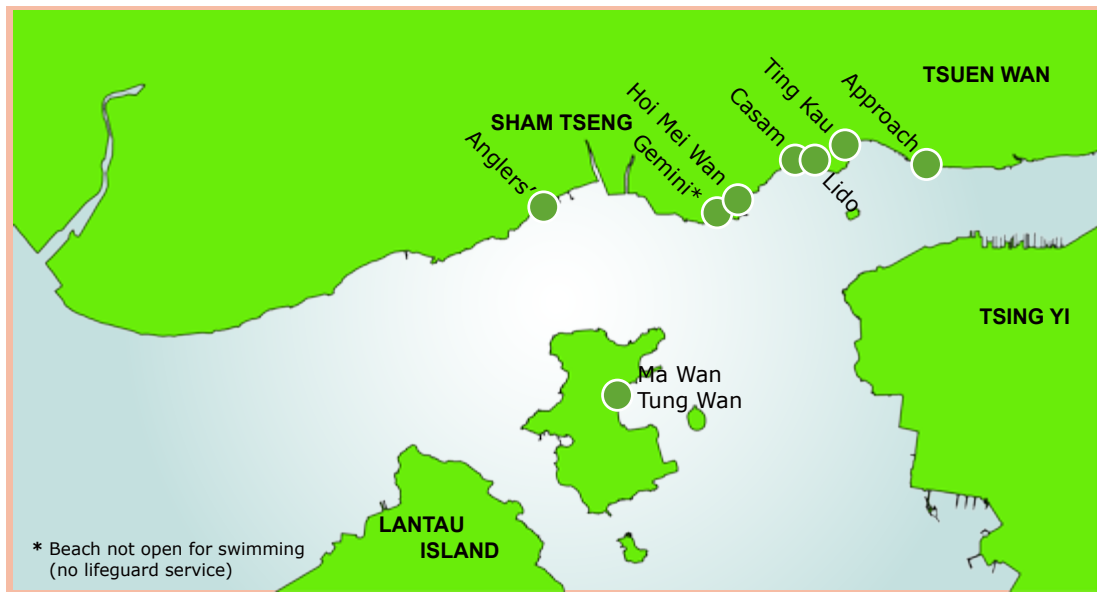 TSUEN WAN
SHAM TSENG
Anglers’
Hoi Mei Wan
Gemini*
Casam
Ting Kau
Lido
Approach
TSING YI
Ma Wan
Tung Wan
LANTAU
ISLAND
* Beach not open for swimming
(no lifeguard service)